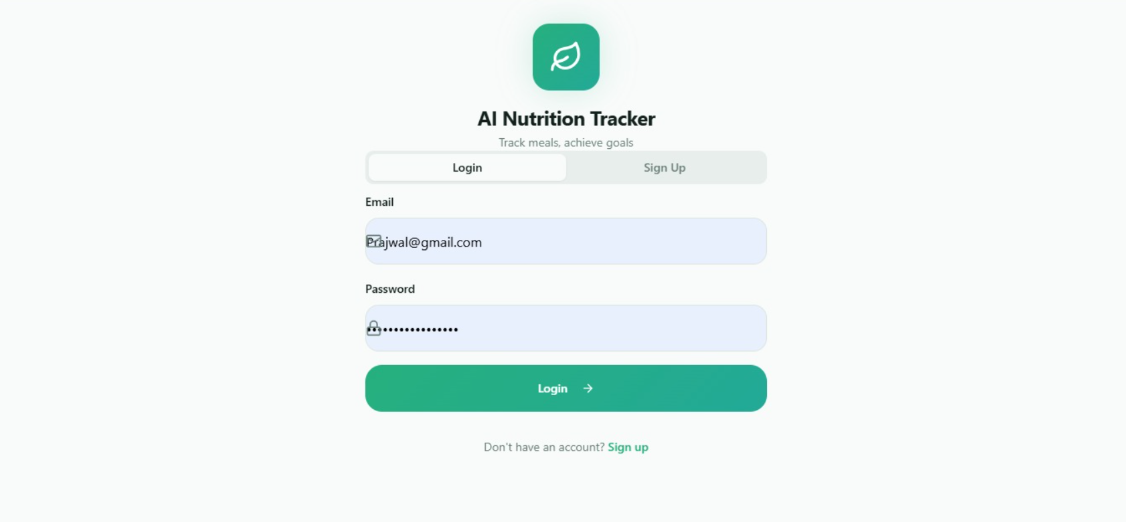 AI Nutrition Tracker
Track meals, achieve goals
Login Sign Up
Email
Prajwal@gmail.com
Password
Login →
Don't have an account? Sign up